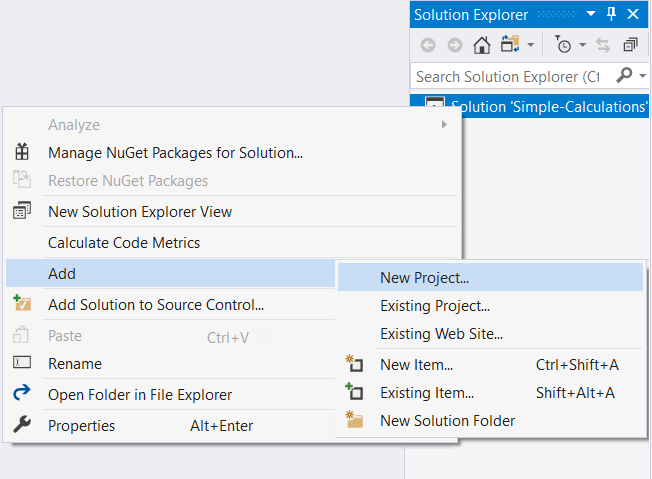 Solution Explorer
Search Solution Explorer (Ct
Solution 'Simple-Calculations'
Analyze
Manage NuGet Packages for Solution...
Restore NuGet Packages
New Solution Explorer View
Calculate Code Metrics
Add
Add Solution to Source Control...
Paste Ctrl+V
Rename
Open Folder in File Explorer
Properties Alt+Enter
New Project...
Existing Project...
Existing Web Site...
New Item... Ctrl+Shift+A
Existing Item... Shift+Alt+A
New Solution Folder